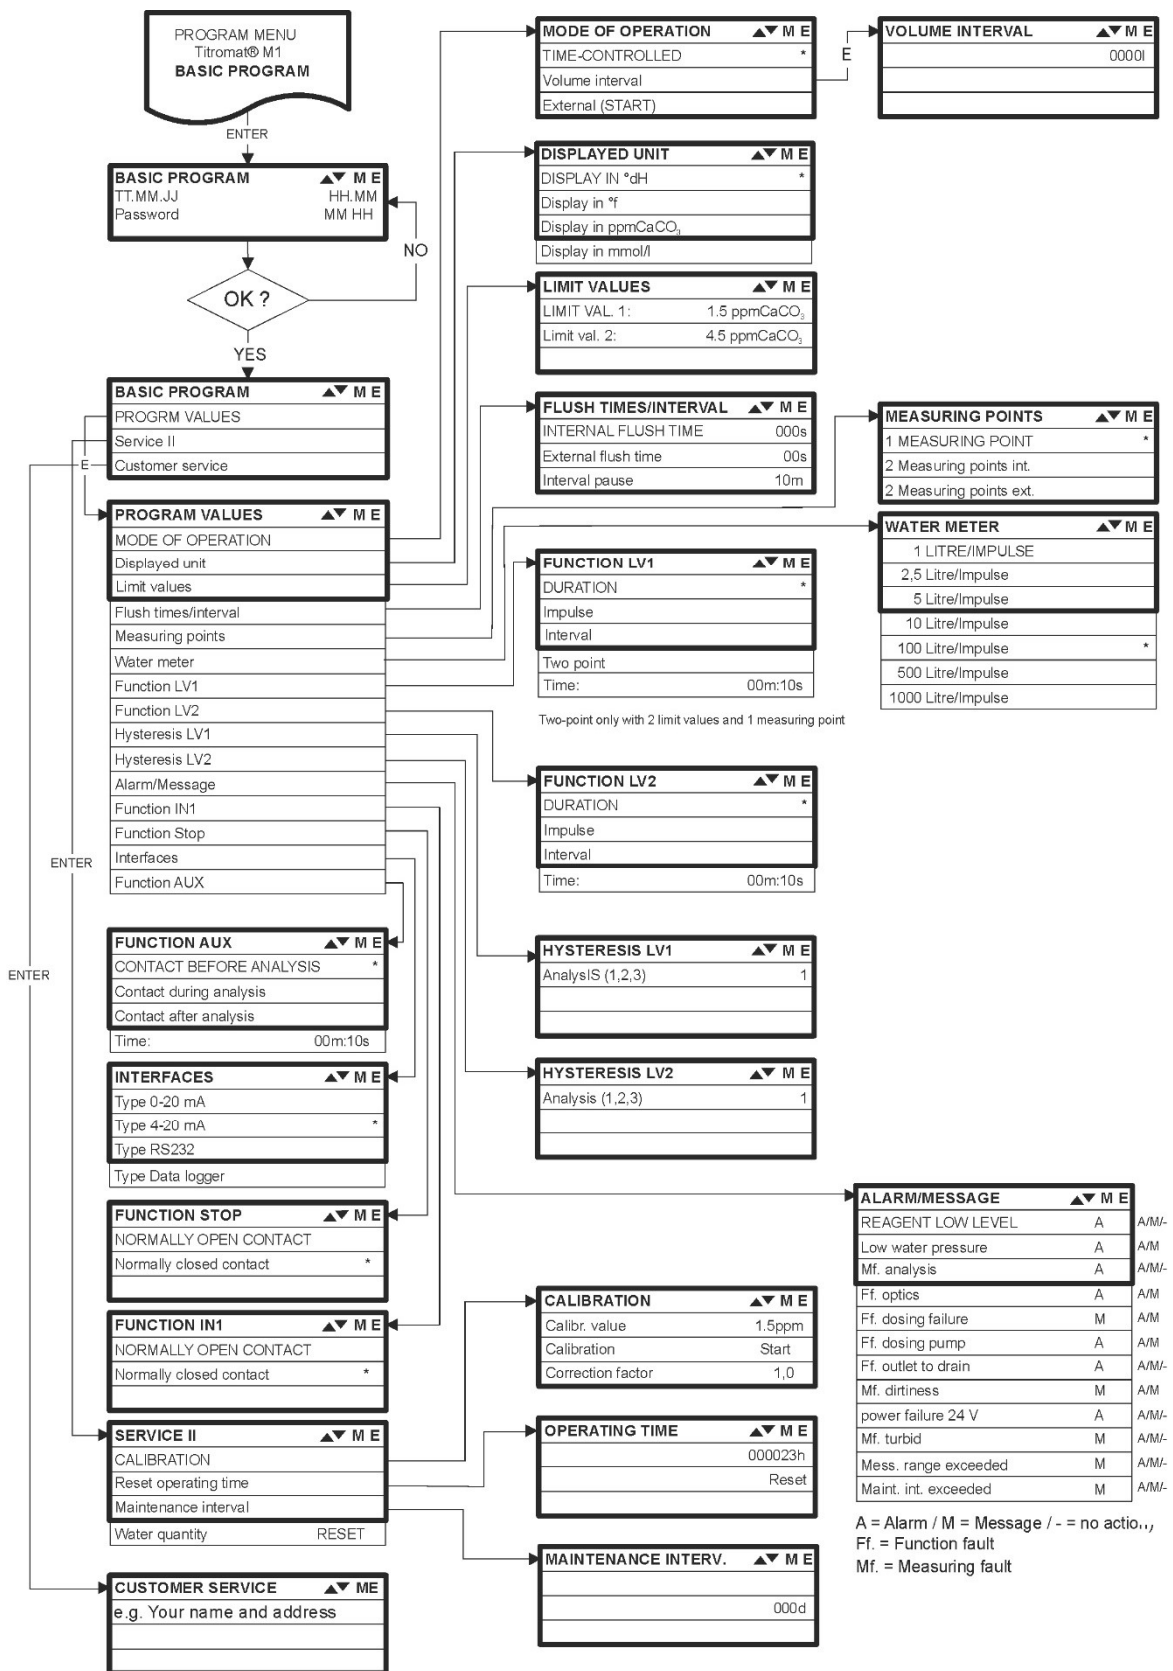 PROGRAM MENU
Titromat® M1
BASIC PROGRAM
ENTER
BASIC PROGRAM ▲▼ M E
TT.MM.JJ HH.MM
Password MM HH
NO
OK ?
YES
BASIC PROGRAM ▲▼ M E
PROGRM VALUES
Service II
Customer service
E
PROGRAM VALUES ▲▼ M E
MODE OF OPERATION
Displayed unit
Limit values
Flush times/interval
Measuring points
Water meter
Function LV1
Function LV2
Hysteresis LV1
Hysteresis LV2
Alarm/Message
Function IN1
Function Stop
Interfaces
Function AUX
ENTER
ENTER
FUNCTION AUX ▲▼ M E
CONTACT BEFORE ANALYSIS *
Contact during analysis
Contact after analysis
Time: 00m:10s
INTERFACES ▲▼ M E
Type 0-20 mA
Type 4-20 mA *
Type RS232
Type Data logger
FUNCTION STOP ▲▼ M E
NORMALLY OPEN CONTACT
Normally closed contact *
FUNCTION IN1 ▲▼ M E
NORMALLY OPEN CONTACT
Normally closed contact *
SERVICE II ▲▼ M E
CALIBRATION
Reset operating time
Maintenance interval
Water quantity RESET
CUSTOMER SERVICE ▲▼ ME
e.g. Your name and address
MODE OF OPERATION ▲▼ M E
TIME-CONTROLLED *
Volume interval
External (START)
E
VOLUME INTERVAL ▲▼ M E
0000l
DISPLAYED UNIT ▲▼ M E
DISPLAY IN °dH *
Display in °f
Display in ppmCaCO₃
Display in mmol/l
LIMIT VALUES ▲▼ M E
LIMIT VAL. 1: 1.5 ppmCaCO₃
Limit val. 2: 4.5 ppmCaCO₃
FLUSH TIMES/INTERVAL ▲▼ M E
INTERNAL FLUSH TIME 000s
External flush time 00s
Interval pause 10m
MEASURING POINTS ▲▼ M E
1 MEASURING POINT *
2 Measuring points int.
2 Measuring points ext.
WATER METER ▲▼ M E
1 LITRE/IMPULSE
2,5 Litre/Impulse
5 Litre/Impulse
10 Litre/Impulse
100 Litre/Impulse *
500 Litre/Impulse
1000 Litre/Impulse
FUNCTION LV1 ▲▼ M E
DURATION *
Impulse
Interval
Two point
Time: 00m:10s
Two-point only with 2 limit values and 1 measuring point
FUNCTION LV2 ▲▼ M E
DURATION *
Impulse
Interval
Time: 00m:10s
HYSTERESIS LV1 ▲▼ M E
AnalysIS (1,2,3) 1
HYSTERESIS LV2 ▲▼ M E
Analysis (1,2,3) 1
ALARM/MESSAGE ▲▼ M E
REAGENT LOW LEVEL A A/M/-
Low water pressure A A/M
Mf. analysis A A/M/-
Ff. optics A A/M
Ff. dosing failure M A/M
Ff. dosing pump A A/M
Ff. outlet to drain A A/M/-
Mf. dirtiness M A/M
power failure 24 V A A/M/-
Mf. turbid M A/M/-
Mess. range exceeded M A/M/-
Maint. int. exceeded M A/M/-
A = Alarm / M = Message / - = no action,
Ff. = Function fault
Mf. = Measuring fault
CALIBRATION ▲▼ M E
Calibr. value 1.5ppm
Calibration Start
Correction factor 1,0
OPERATING TIME ▲▼ M E
000023h
Reset
MAINTENANCE INTERV. ▲▼ M E
000d